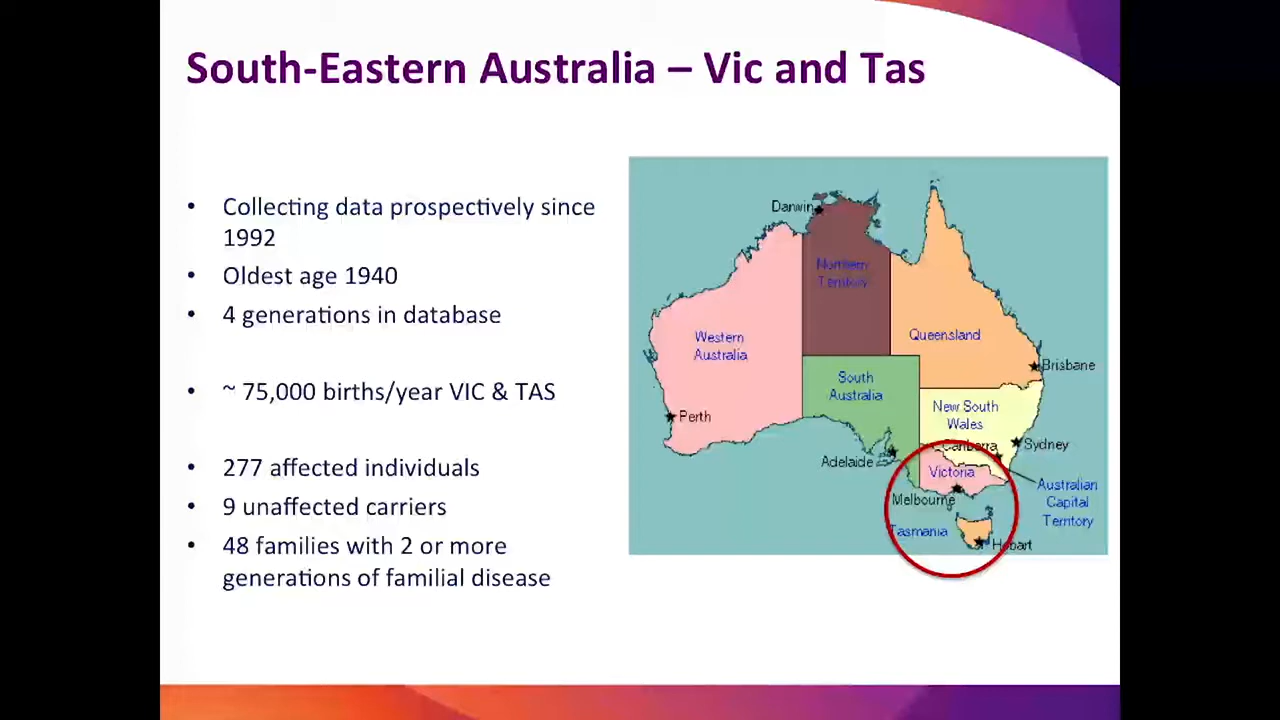 South-Eastern Australia – Vic and Tas
• Collecting data prospectively since
1992
• Oldest age 1940
• 4 generations in database
• ~ 75,000 births/year VIC & TAS
• 277 affected individuals
• 9 unaffected carriers
• 48 families with 2 or more
generations of familial disease
Darwin
Northern
Territory
Western
Australia
Queensland
South
Australia
Brisbane
New South
Wales
Perth
Canberra
Sydney
Adelaide
Victoria
Melbourne
Australian
Capital
Territory
Tasmania
Hobart